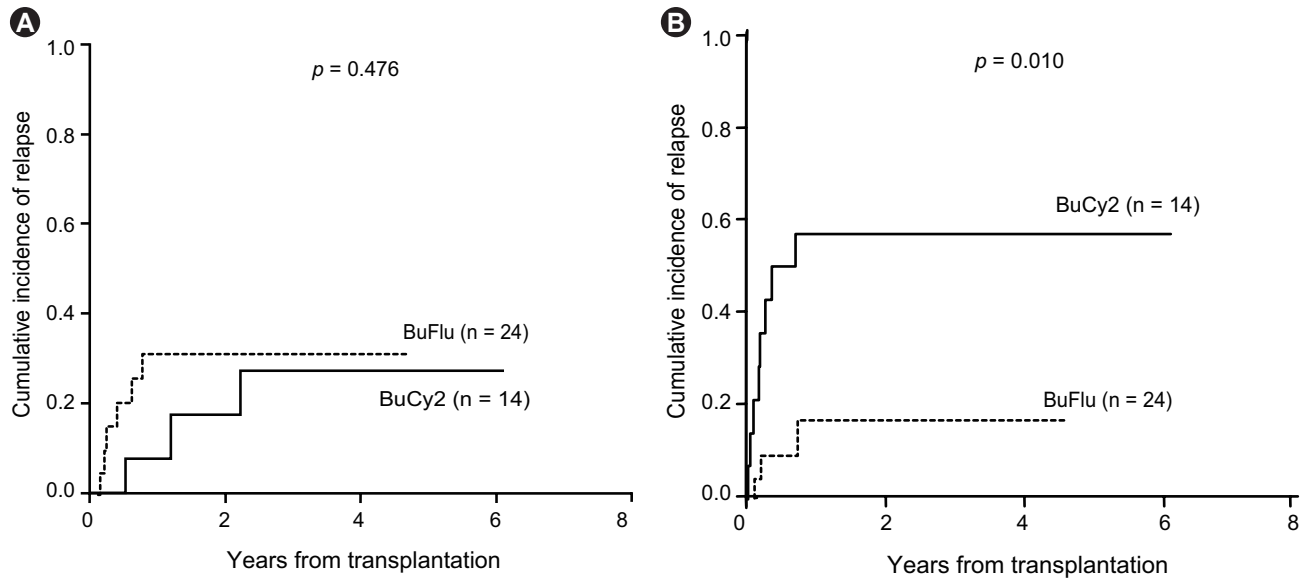 A
Cumulative incidence of relapse
1.0
0.8
0.6
0.4
0.2
0.0
p = 0.476
BuFlu (n = 24)
BuCy2 (n = 14)
0 2 4 6 8
Years from transplantation
B
Cumulative incidence of relapse
1.0
0.8
0.6
0.4
0.2
0.0
p = 0.010
BuCy2 (n = 14)
BuFlu (n = 24)
0 2 4 6 8
Years from transplantation